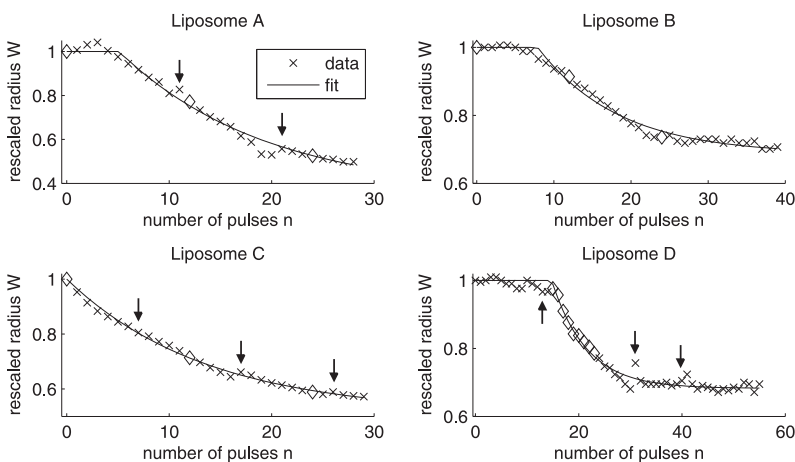 Liposome A
rescaled radius W
1
0.8
0.6
0.4
0
10
20
30
number of pulses n
data
fit
Liposome B
rescaled radius W
1
0.8
0.6
0
10
20
30
40
number of pulses n
Liposome C
rescaled radius W
1
0.8
0.6
0
10
20
30
number of pulses n
Liposome D
rescaled radius W
1
0.8
0.6
0
20
40
60
number of pulses n